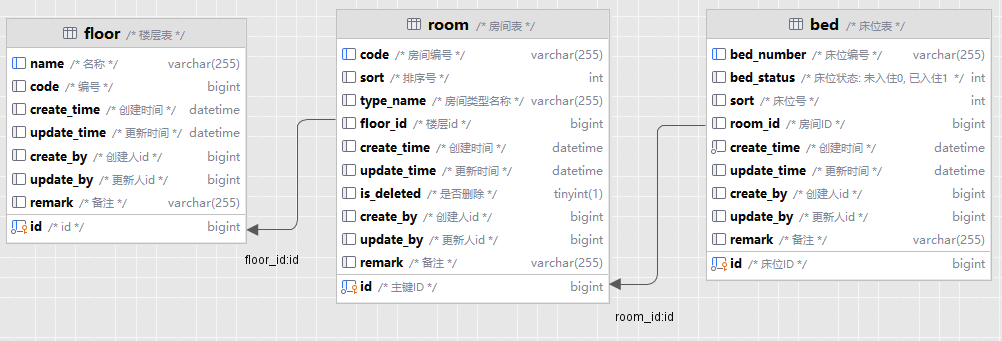 floor /* 楼层表 */
name /* 名称 */ varchar(255)
code /* 编号 */ bigint
create_time /* 创建时间 */ datetime
update_time /* 更新时间 */ datetime
create_by /* 创建人id */ bigint
update_by /* 更新人id */ bigint
remark /* 备注 */ varchar(255)
id /* id */ bigint
floor_id:id
room /* 房间表 */
code /* 房间编号 */ varchar(255)
sort /* 排序号 */ int
type_name /* 房间类型名称 */ varchar(255)
floor_id /* 楼层id */ bigint
create_time /* 创建时间 */ datetime
update_time /* 更新时间 */ datetime
is_deleted /* 是否删除 */ tinyint(1)
create_by /* 创建人id */ bigint
update_by /* 更新人id */ bigint
remark /* 备注 */ varchar(255)
id /* 主键ID */ bigint
room_id:id
bed /* 床位表 */
bed_number /* 床位编号 */ varchar(255)
bed_status /* 床位状态: 未入住0, 已入住1 */ int
sort /* 床位号 */ int
room_id /* 房间ID */ bigint
create_time /* 创建时间 */ datetime
update_time /* 更新时间 */ datetime
create_by /* 创建人id */ bigint
update_by /* 更新人id */ bigint
remark /* 备注 */ varchar(255)
id /* 床位ID */ bigint